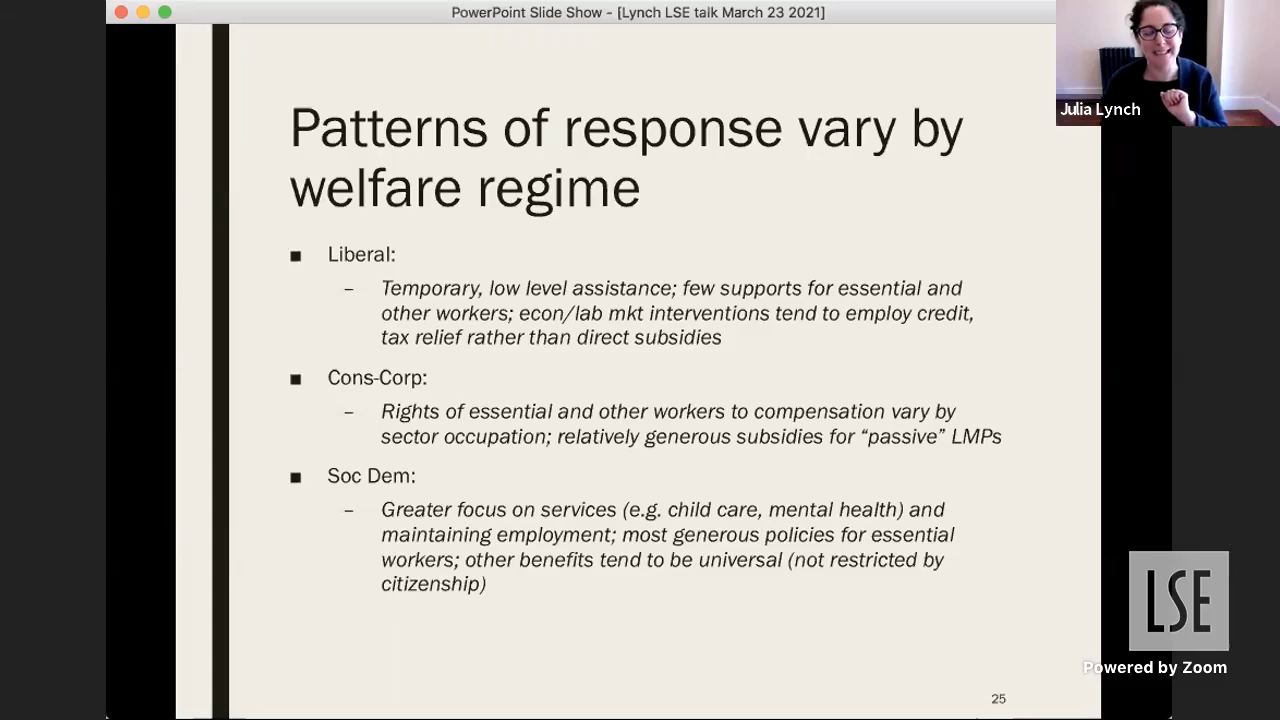 PowerPoint Slide Show - [Lynch LSE talk March 23 2021]
Julia Lynch
Patterns of response vary by
welfare regime
■ Liberal:
– Temporary, low level assistance; few supports for essential and
other workers; econ/lab mkt interventions tend to employ credit,
tax relief rather than direct subsidies
■ Cons-Corp:
– Rights of essential and other workers to compensation vary by
sector occupation; relatively generous subsidies for “passive” LMPs
■ Soc Dem:
– Greater focus on services (e.g. child care, mental health) and
maintaining employment; most generous policies for essential
workers; other benefits tend to be universal (not restricted by
citizenship)
LSE
Powered by Zoom
25